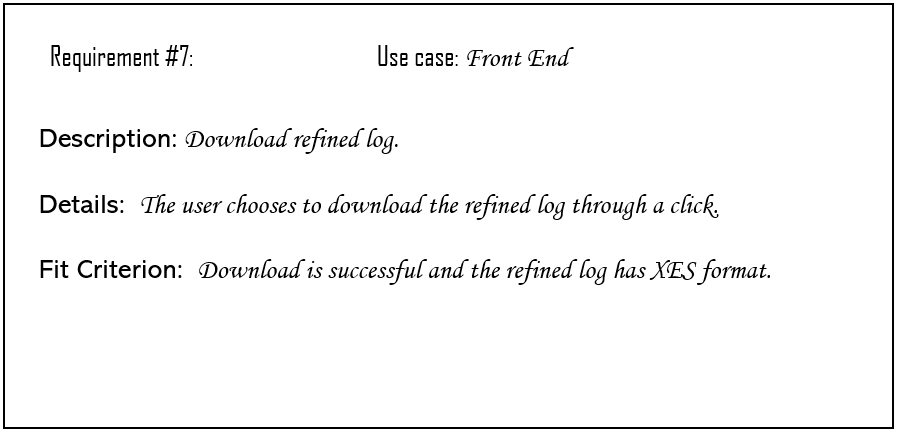 Requirement #7: Use case: Front End
Description: Download refined log.
Details: The user chooses to download the refined log through a click.
Fit Criterion: Download is successful and the refined log has XES format.